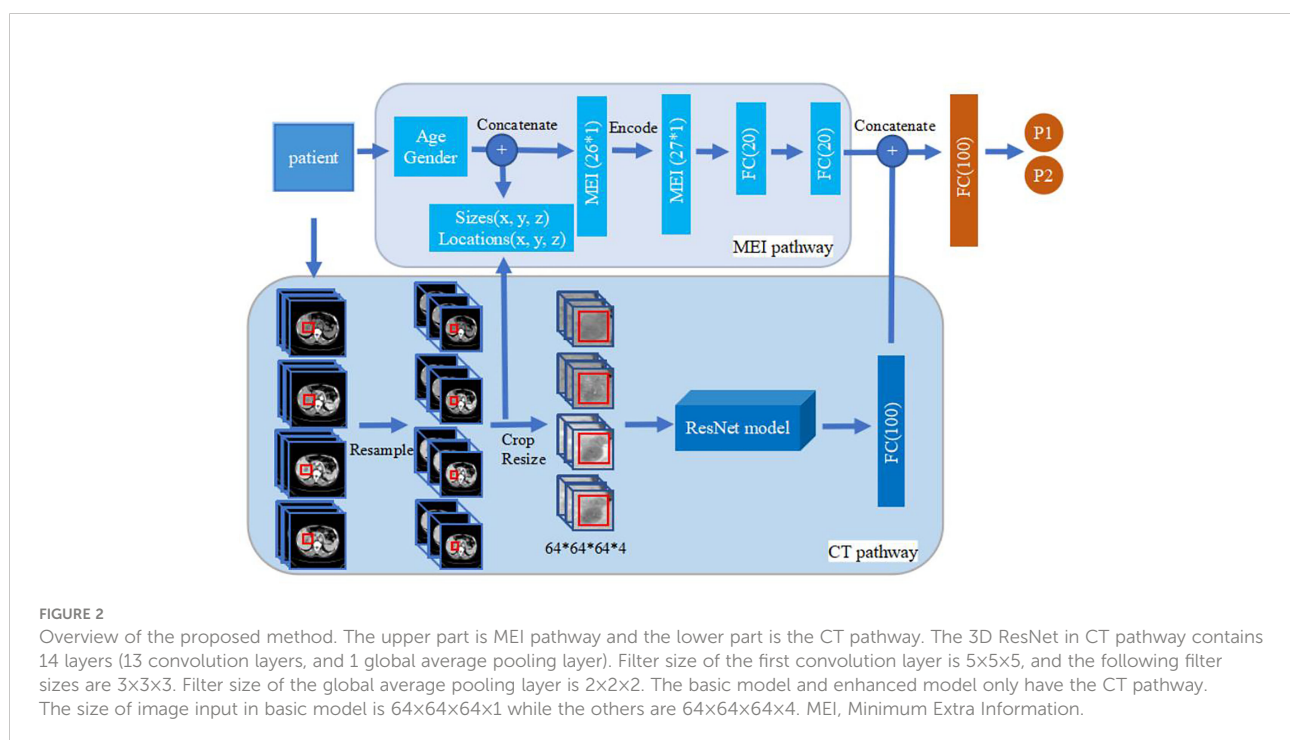 patient
Age
Gender
Concatenate
+
Sizes(x, y, z)
Locations(x, y, z)
MEI (26*1)
Encode
MEI (27*1)
FC(20)
FC(20)
MEI pathway
Concatenate
+
FC(100)
P1
P2
Resample
Crop
Resize
64*64*64*4
ResNet model
FC(100)
CT pathway
FIGURE 2
Overview of the proposed method. The upper part is MEI pathway and the lower part is the CT pathway. The 3D ResNet in CT pathway contains
14 layers (13 convolution layers, and 1 global average pooling layer). Filter size of the first convolution layer is 5×5×5, and the following filter
sizes are 3×3×3. Filter size of the global average pooling layer is 2×2×2. The basic model and enhanced model only have the CT pathway.
The size of image input in basic model is 64×64×64×1 while the others are 64×64×64×4. MEI, Minimum Extra Information.